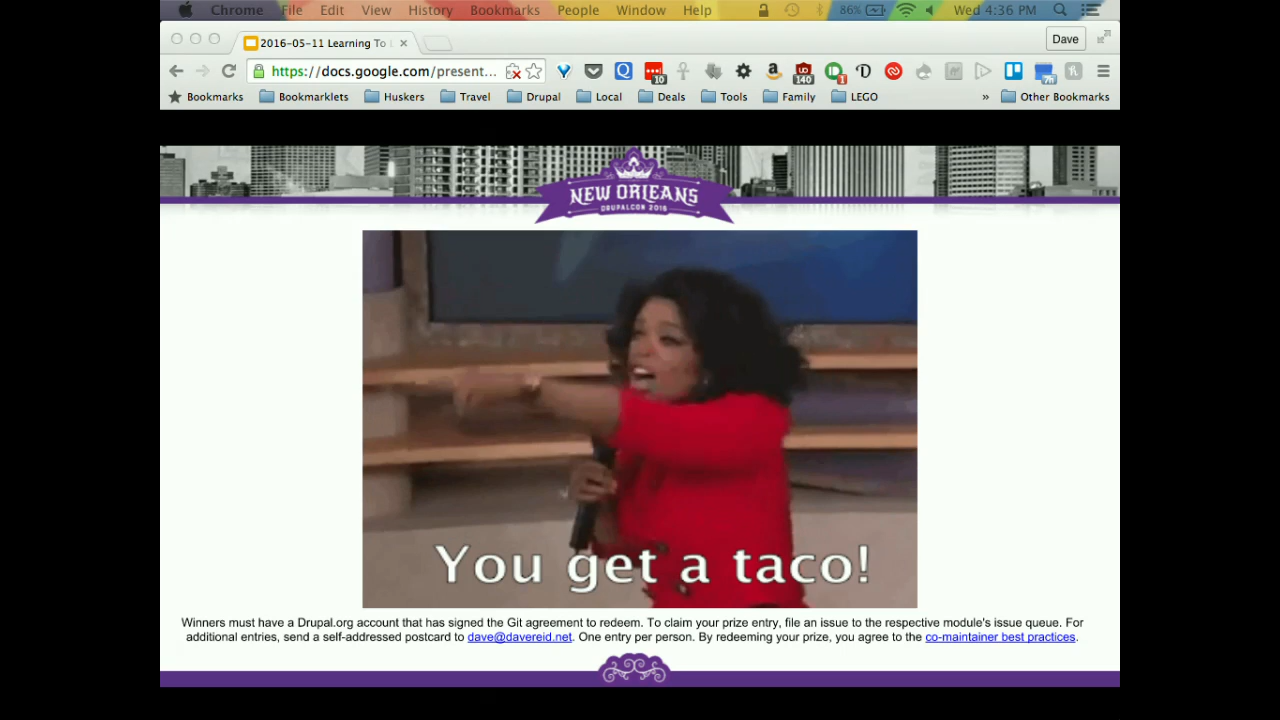 Chrome File Edit View History Bookmarks People Window Help 86% Wed 4:36 PM
2016-05-11 Learning To
Dave
https://docs.google.com/present...
10
140
1
7h
Bookmarks Bookmarklets Huskers Travel Drupal Local Deals Tools Family LEGO » Other Bookmarks
NEW ORLEANS
DRUPALCON 2016
You get a taco!
Winners must have a Drupal.org account that has signed the Git agreement to redeem. To claim your prize entry, file an issue to the respective module's issue queue. For
additional entries, send a self-addressed postcard to dave@davereid.net. One entry per person. By redeeming your prize, you agree to the co-maintainer best practices.